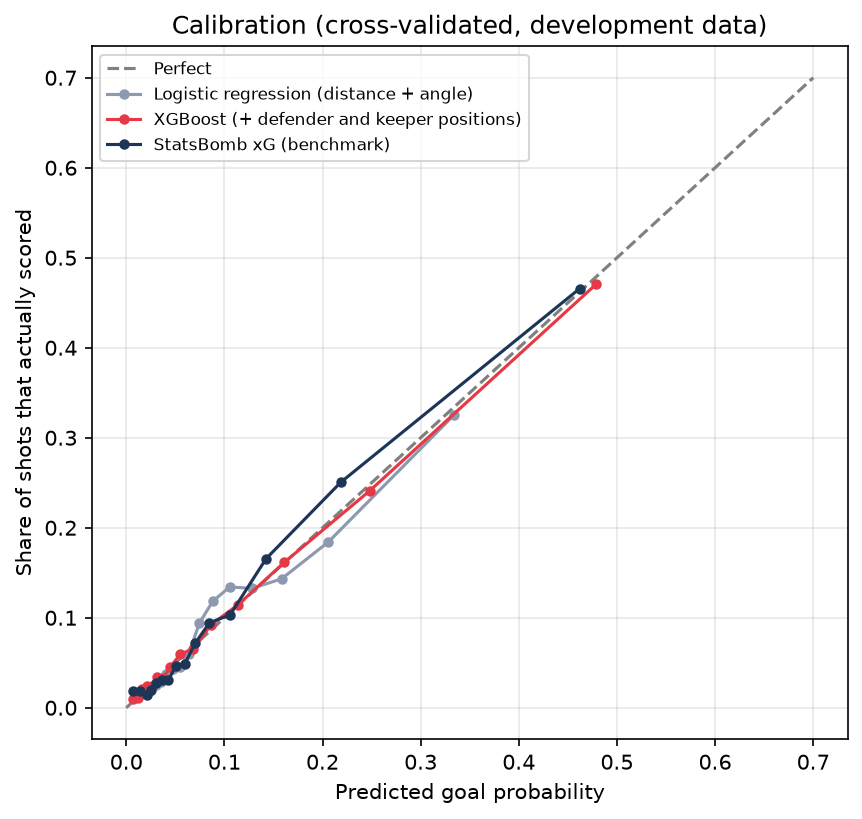 Calibration (cross-validated, development data)
Perfect
Logistic regression (distance + angle)
XGBoost (+ defender and keeper positions)
StatsBomb xG (benchmark)
Share of shots that actually scored
0.7
0.6
0.5
0.4
0.3
0.2
0.1
0.0
0.0 0.1 0.2 0.3 0.4 0.5 0.6 0.7
Predicted goal probability